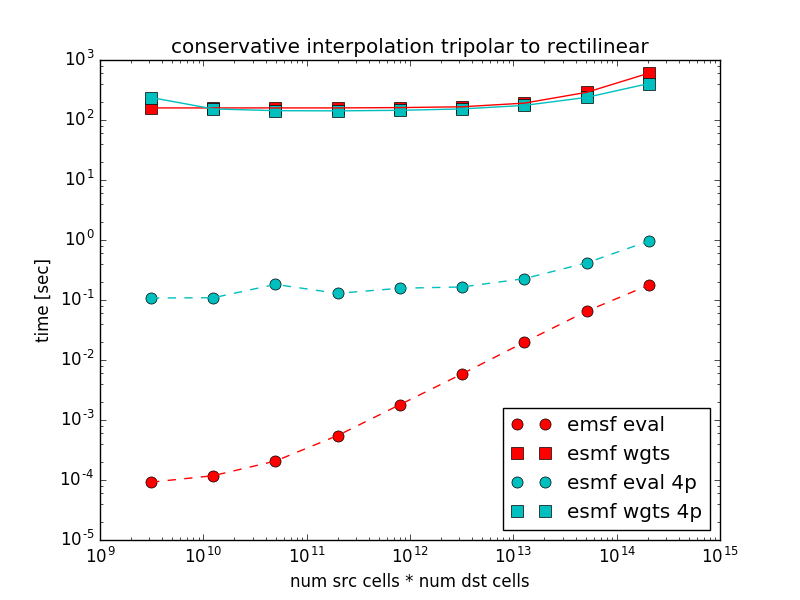 conservative interpolation tripolar to rectilinear
10^3
10^2
10^1
10^0
10^-1
10^-2
10^-3
10^-4
10^-5
time [sec]
emsf eval
esmf wgts
esmf eval 4p
esmf wgts 4p
10^9 10^10 10^11 10^12 10^13 10^14 10^15
num src cells * num dst cells